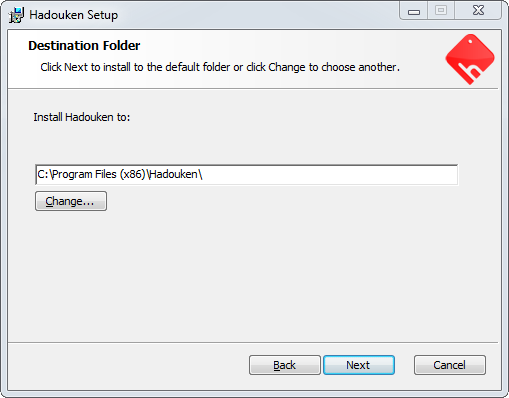 Hadouken Setup
Destination Folder
Click Next to install to the default folder or click Change to choose another.
h
Install Hadouken to:
C:\Program Files (x86)\Hadouken\
Change...
Back
Next
Cancel